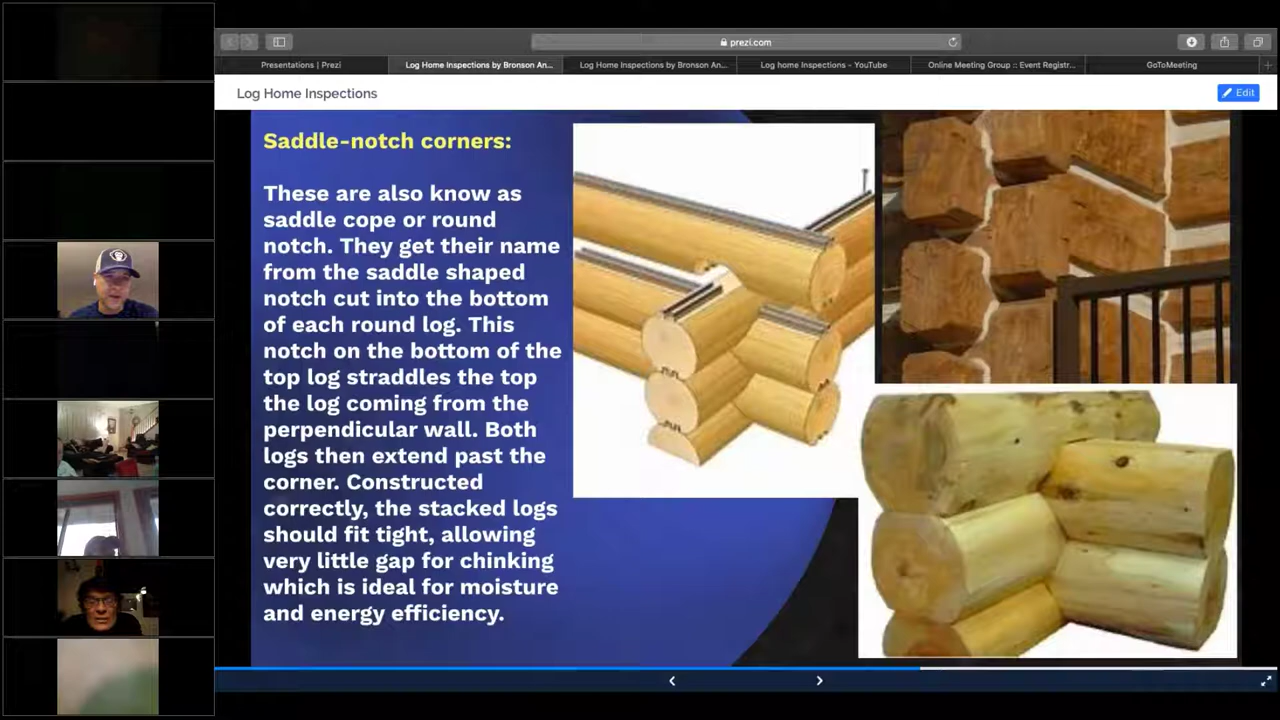 prezi.com
Presentations | Prezi
Log Home Inspections by Bronson An...
Log Home Inspections by Bronson An...
Log home Inspections - YouTube
Online Meeting Group :: Event Registr...
GoToMeeting
Log Home Inspections
Edit
Saddle-notch corners:
These are also know as
saddle cope or round
notch. They get their name
from the saddle shaped
notch cut into the bottom
of each round log. This
notch on the bottom of the
top log straddles the top
the log coming from the
perpendicular wall. Both
logs then extend past the
corner. Constructed
correctly, the stacked logs
should fit tight, allowing
very little gap for chinking
which is ideal for moisture
and energy efficiency.